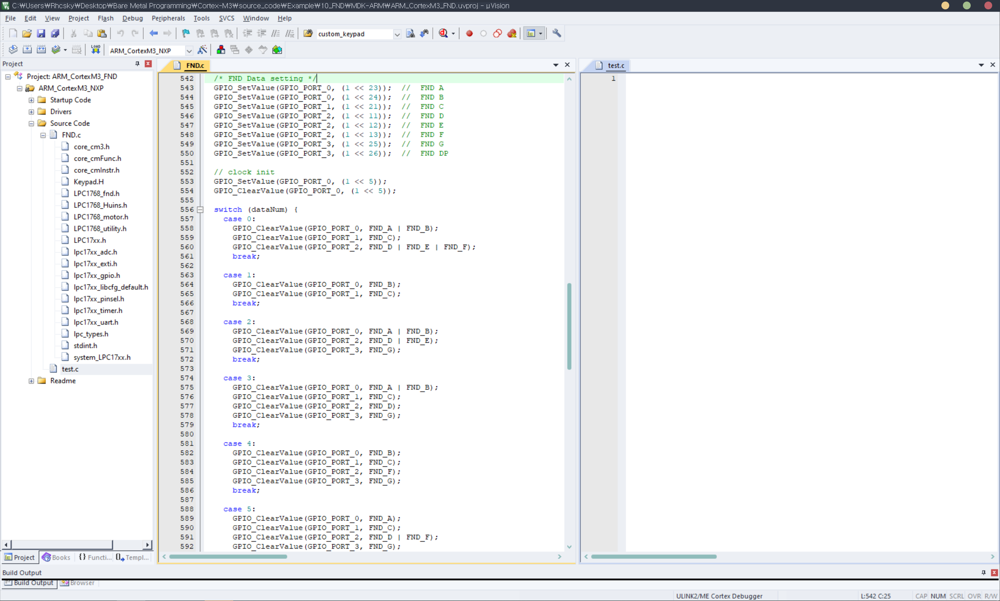 C:₩Users₩Rhcsky₩Desktop₩Bare Metal Programming₩Cortex-M3₩source_code₩Example₩10_FND₩MDK-ARM₩ARM_CortexM3_FND.uvproj - µVision
File Edit View Project Flash Debug Peripherals Tools SVCS Window Help
custom_keypad
LOAD ARM_CortexM3_NXP
Project
Project: ARM_CortexM3_FND
ARM_CortexM3_NXP
Startup Code
Drivers
Source Code
FND.c
core_cm3.h
core_cmFunc.h
core_cmInstr.h
Keypad.H
LPC1768_fnd.h
LPC1768_Huins.h
LPC1768_motor.h
LPC1768_utility.h
LPC17xx.h
lpc17xx_adc.h
lpc17xx_exti.h
lpc17xx_gpio.h
lpc17xx_libcfg_default.h
lpc17xx_pinsel.h
lpc17xx_timer.h
lpc17xx_uart.h
lpc_types.h
stdint.h
system_LPC17xx.h
test.c
Readme
Project Books {} Functi... Templ...
FND.c
542 /* FND Data setting */
543 GPIO_SetValue(GPIO_PORT_0, (1 << 23)); // FND A
544 GPIO_SetValue(GPIO_PORT_0, (1 << 24)); // FND B
545 GPIO_SetValue(GPIO_PORT_1, (1 << 21)); // FND C
546 GPIO_SetValue(GPIO_PORT_2, (1 << 11)); // FND D
547 GPIO_SetValue(GPIO_PORT_2, (1 << 12)); // FND E
548 GPIO_SetValue(GPIO_PORT_2, (1 << 13)); // FND F
549 GPIO_SetValue(GPIO_PORT_3, (1 << 25)); // FND G
550 GPIO_SetValue(GPIO_PORT_3, (1 << 26)); // FND DP
551
552 // clock init
553 GPIO_SetValue(GPIO_PORT_0, (1 << 5));
554 GPIO_ClearValue(GPIO_PORT_0, (1 << 5));
555
556 switch (dataNum) {
557 case 0:
558 GPIO_ClearValue(GPIO_PORT_0, FND_A | FND_B);
559 GPIO_ClearValue(GPIO_PORT_1, FND_C);
560 GPIO_ClearValue(GPIO_PORT_2, FND_D | FND_E | FND_F);
561 break;
562
563 case 1:
564 GPIO_ClearValue(GPIO_PORT_0, FND_B);
565 GPIO_ClearValue(GPIO_PORT_1, FND_C);
566 break;
567
568 case 2:
569 GPIO_ClearValue(GPIO_PORT_0, FND_A | FND_B);
570 GPIO_ClearValue(GPIO_PORT_2, FND_D | FND_E);
571 GPIO_ClearValue(GPIO_PORT_3, FND_G);
572 break;
573
574 case 3:
575 GPIO_ClearValue(GPIO_PORT_0, FND_A | FND_B);
576 GPIO_ClearValue(GPIO_PORT_1, FND_C);
577 GPIO_ClearValue(GPIO_PORT_2, FND_D);
578 GPIO_ClearValue(GPIO_PORT_3, FND_G);
579 break;
580
581 case 4:
582 GPIO_ClearValue(GPIO_PORT_0, FND_B);
583 GPIO_ClearValue(GPIO_PORT_1, FND_C);
584 GPIO_ClearValue(GPIO_PORT_2, FND_F);
585 GPIO_ClearValue(GPIO_PORT_3, FND_G);
586 break;
587
588 case 5:
589 GPIO_ClearValue(GPIO_PORT_0, FND_A);
590 GPIO_ClearValue(GPIO_PORT_1, FND_C);
591 GPIO_ClearValue(GPIO_PORT_2, FND_D | FND_F);
592 GPIO_ClearValue(GPIO_PORT_3, FND_G);
test.c
1
Build Output
Build Output Browser
ULINK2/ME Cortex Debugger L:542 C:25 CAP NUM SCRL OVR R/W